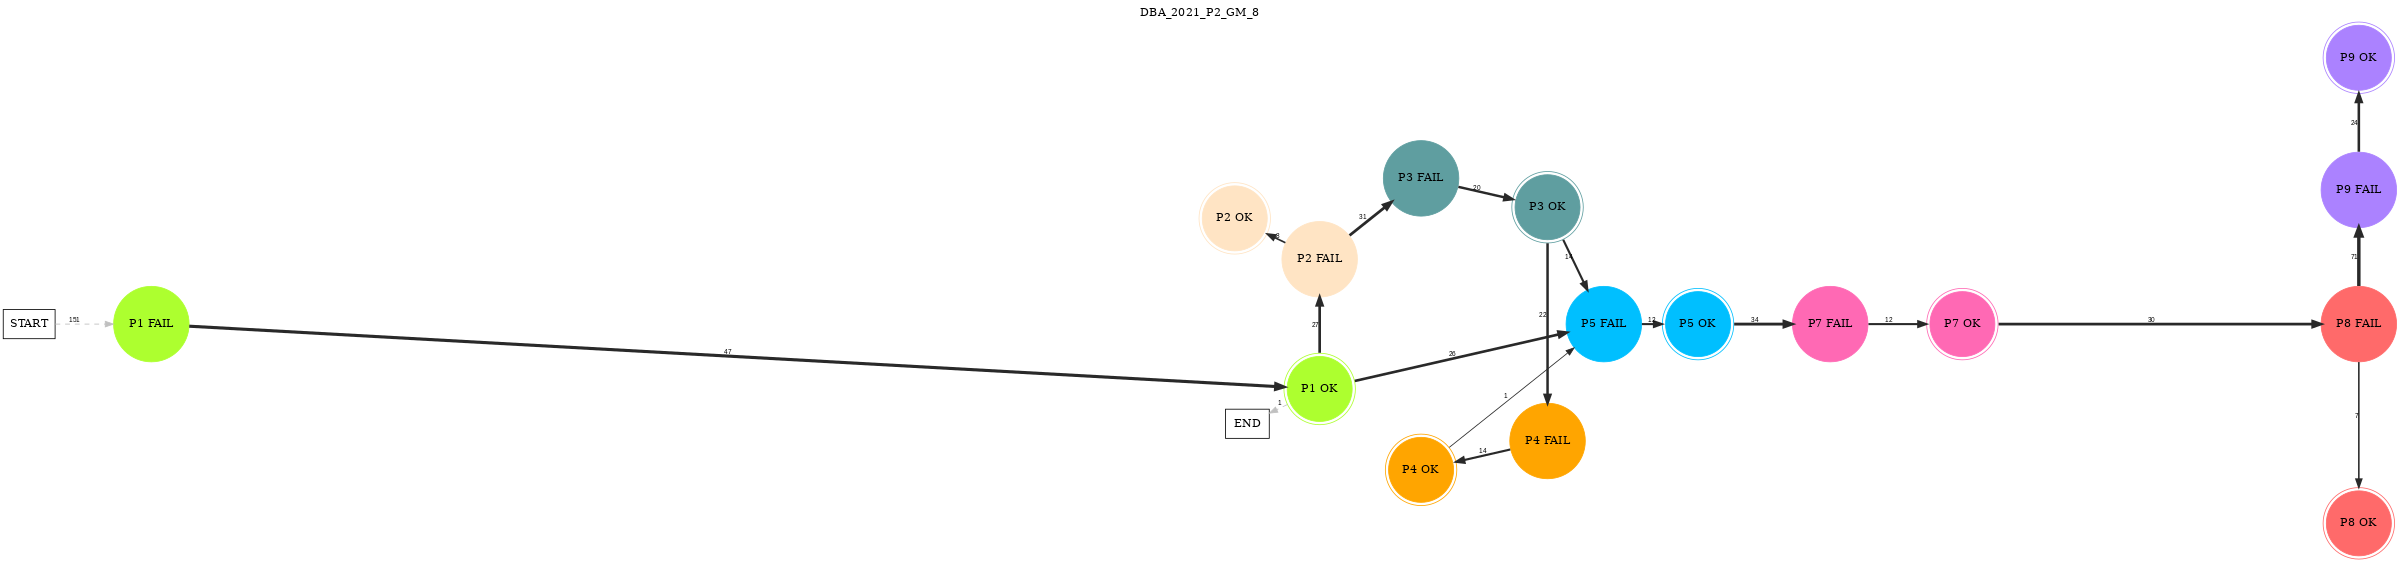 DBA_2021_P2_GM_8
P9 OK
24
P9 FAIL
71
P3 FAIL
20
P3 OK
31
P2 OK
8
P2 FAIL
14
27
22
START
151
P1 FAIL
47
26
P5 FAIL
12
P5 OK
34
P7 FAIL
12
P7 OK
30
P8 FAIL
P1 OK
1
END
1
7
P4 FAIL
14
P4 OK
P8 OK